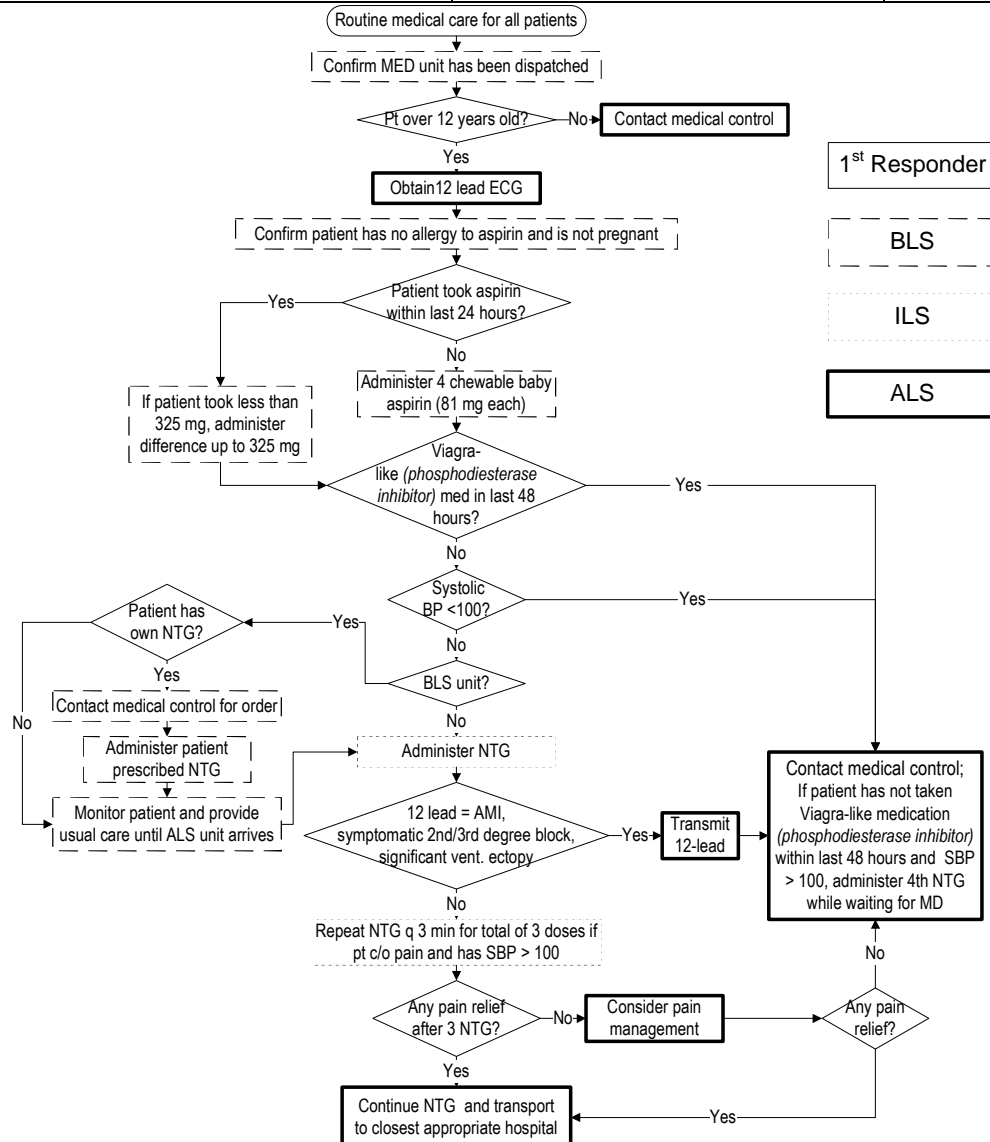 Routine medical care for all patients
Confirm MED unit has been dispatched
Pt over 12 years old?
No
Contact medical control
Yes
Obtain12 lead ECG
1st Responder
Confirm patient has no allergy to aspirin and is not pregnant
BLS
Patient took aspirin
within last 24 hours?
Yes
No
ILS
If patient took less than
325 mg, administer
difference up to 325 mg
Administer 4 chewable baby
aspirin (81 mg each)
ALS
Viagra-
like (phosphodiesterase
inhibitor) med in last 48
hours?
Yes
No
Systolic
BP <100?
Yes
No
Patient has
own NTG?
Yes
BLS unit?
Yes
No
No
Contact medical control for order
Administer patient
prescribed NTG
Monitor patient and provide
usual care until ALS unit arrives
Administer NTG
12 lead = AMI,
symptomatic 2nd/3rd degree block,
significant vent. ectopy
Yes
Transmit
12-lead
Contact medical control;
If patient has not taken
Viagra-like medication
(phosphodiesterase inhibitor)
within last 48 hours and SBP
> 100, administer 4th NTG
while waiting for MD
No
Repeat NTG q 3 min for total of 3 doses if
pt c/o pain and has SBP > 100
No
Any pain relief
after 3 NTG?
No
Consider pain
management
Any pain
relief?
Yes
Yes
Continue NTG and transport
to closest appropriate hospital